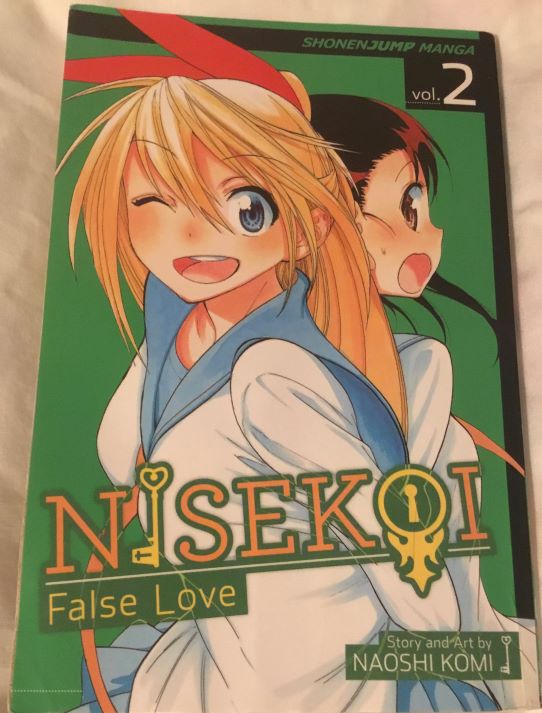 SHONENJUMP MANGA
vol.2
NISEKOI
False Love
Story and Art by
NAOSHI KOMI